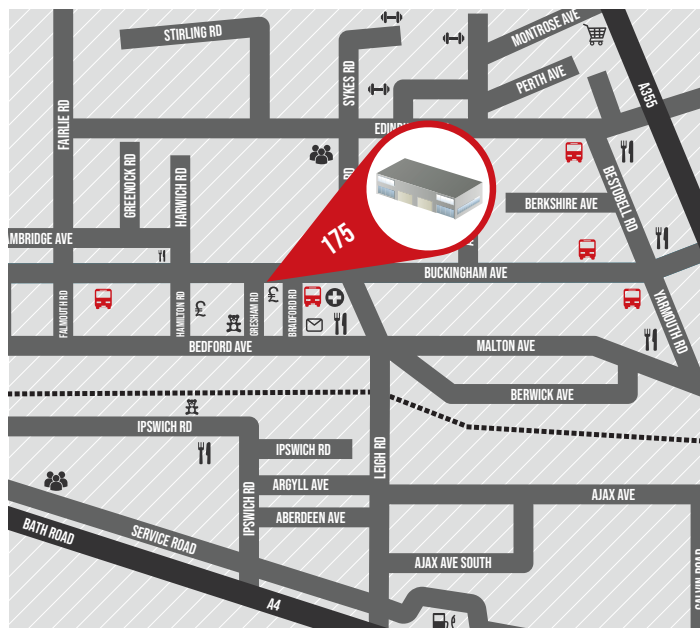 MONTROSE AVE
STIRLING RD
SYKES RD
PERTH AVE
A355
FAIRLIE RD
GREENOCK RD
HARWICH RD
BESTOBELL RD
BERKSHIRE AVE
175
AMBRIDGE AVE
BUCKINGHAM AVE
FALMOUTH RD
HAMILTON RD
GRESHAM RD
BRADFORD RD
YARMOUTH RD
BEDFORD AVE
MALTON AVE
BERWICK AVE
IPSWICH RD
IPSWICH RD
LEIGH RD
ARGYLL AVE
IPSWICH RD
AJAX AVE
ABERDEEN AVE
BATH ROAD
SERVICE ROAD
AJAX AVE SOUTH
A4